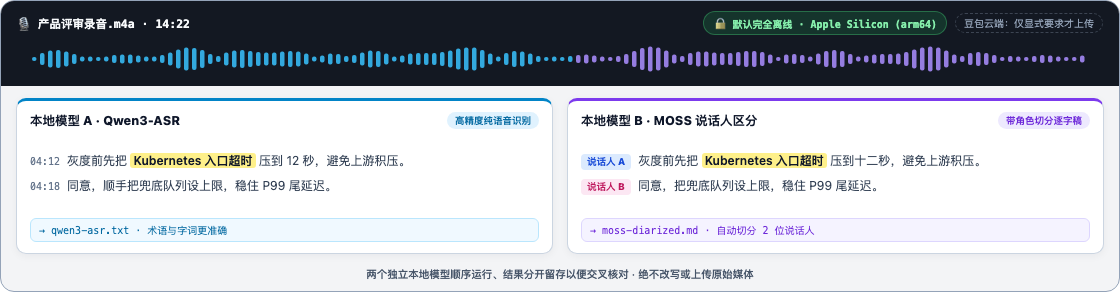 🎙️ 产品评审录音.m4a · 14:22
🔒 默认完全离线 · Apple Silicon (arm64)
豆包云端：仅显式要求才上传
本地模型 A · Qwen3-ASR
高精度纯语音识别
04:12 灰度前先把 Kubernetes 入口超时 压到 12 秒，避免上游积压。
04:18 同意，顺手把兜底队列设上限，稳住 P99 尾延迟。
→ qwen3-asr.txt · 术语与字词更准确
本地模型 B · MOSS 说话人区分
带角色切分逐字稿
说话人 A 灰度前先把 Kubernetes 入口超时 压到十二秒，避免上游积压。
说话人 B 同意，把兜底队列设上限，稳住 P99 尾延迟。
→ moss-diarized.md · 自动切分 2 位说话人
两个独立本地模型顺序运行、结果分开留存以便交叉核对 · 绝不改写或上传原始媒体